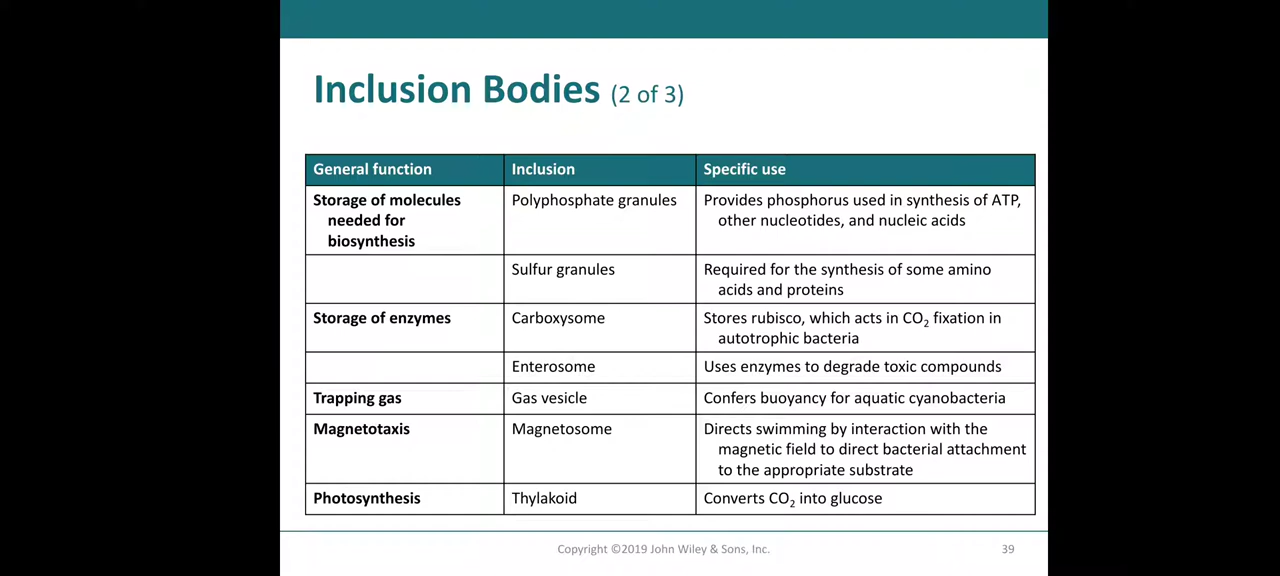 Inclusion Bodies (2 of 3)
General function
Inclusion
Specific use
Storage of molecules
needed for
biosynthesis
Polyphosphate granules
Provides phosphorus used in synthesis of ATP,
other nucleotides, and nucleic acids
Sulfur granules
Required for the synthesis of some amino
acids and proteins
Storage of enzymes
Carboxysome
Stores rubisco, which acts in CO₂ fixation in
autotrophic bacteria
Enterosome
Uses enzymes to degrade toxic compounds
Trapping gas
Gas vesicle
Confers buoyancy for aquatic cyanobacteria
Magnetotaxis
Magnetosome
Directs swimming by interaction with the
magnetic field to direct bacterial attachment
to the appropriate substrate
Photosynthesis
Thylakoid
Converts CO₂ into glucose
Copyright ©2019 John Wiley & Sons, Inc.
39